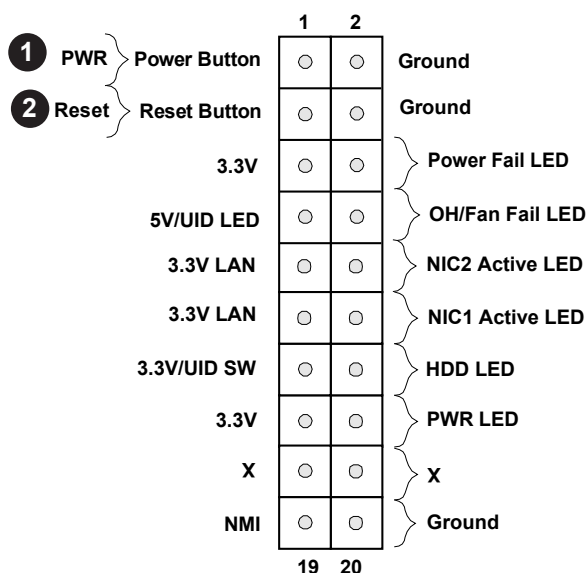 1 2
1 PWR Power Button Ground
2 Reset Reset Button Ground
3.3V Power Fail LED
5V/UID LED OH/Fan Fail LED
3.3V LAN NIC2 Active LED
3.3V LAN NIC1 Active LED
3.3V/UID SW HDD LED
3.3V PWR LED
X X
NMI Ground
19 20